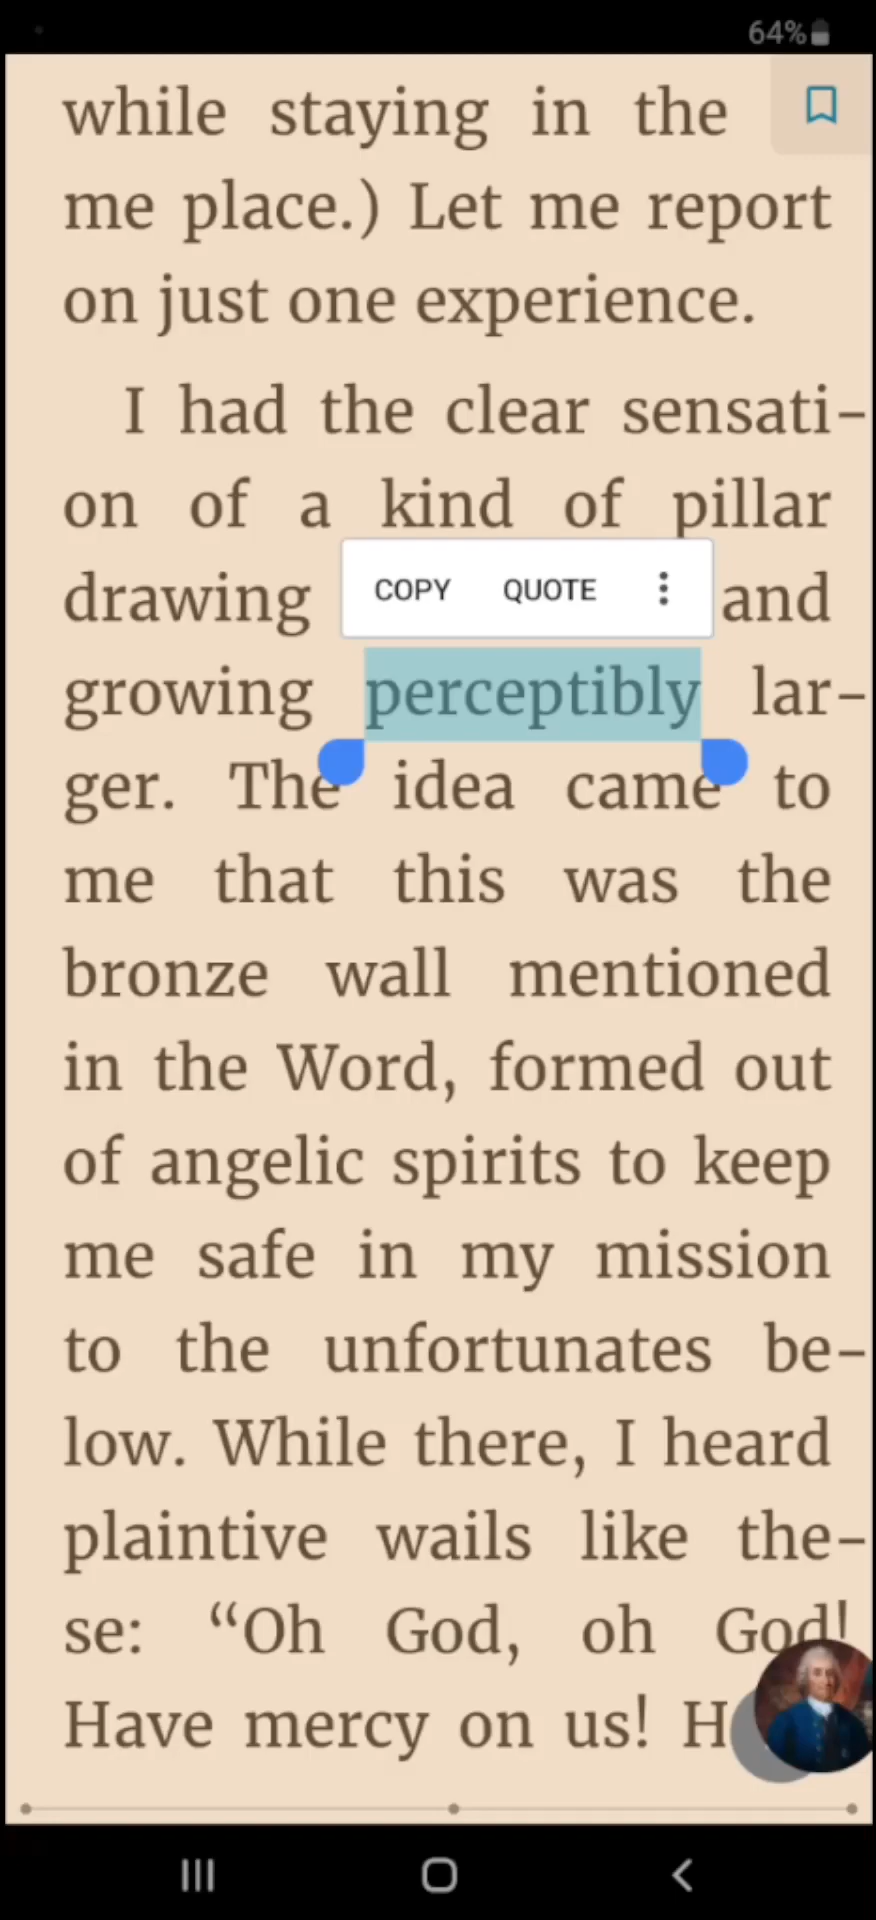 64%
while staying in the
me place.) Let me report
on just one experience.
I had the clear sensati-
on of a kind of pillar
drawing and
COPY QUOTE
growing perceptibly lar-
ger. The idea came to
me that this was the
bronze wall mentioned
in the Word, formed out
of angelic spirits to keep
me safe in my mission
to the unfortunates be-
low. While there, I heard
plaintive wails like the-
se: “Oh God, oh God!
Have mercy on us! H